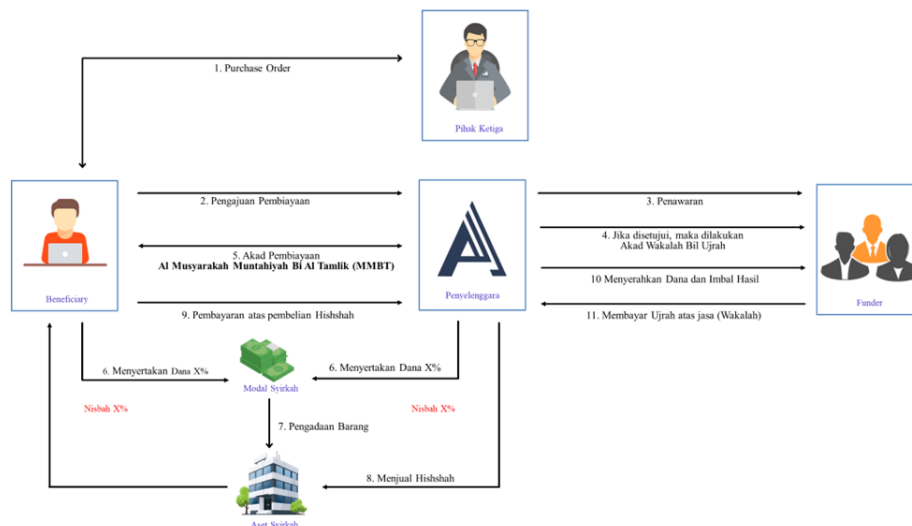 1. Purchase Order
Pihak Ketiga
2. Pengajuan Pembiayaan
3. Penawaran
4. Jika disetujui, maka dilakukan
Akad Wakalah Bil Ujrah
5. Akad Pembiayaan
Al Musyarakah Muntahiyah Bi Al Tamlik (MMBT)
10 Menyerahkan Dana dan Imbal Hasil
Beneficiary
Penyelenggara
Funder
9. Pembayaran atas pembelian Hishshah
11. Membayar Ujrah atas jasa (Wakalah)
6. Menyertakan Dana X%
6. Menyertakan Dana X%
Modal Syirkah
Nisbah X%
Nisbah X%
7. Pengadaan Barang
8. Menjual Hishshah
Aset Syirkah